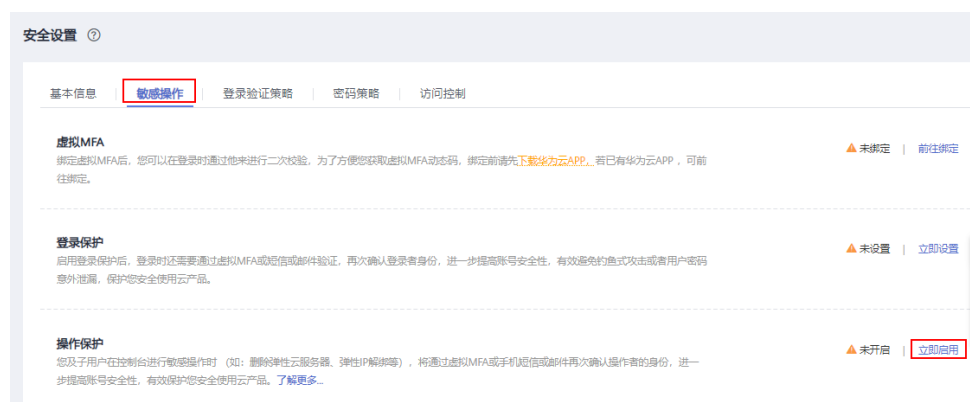 安全设置 ?
基本信息 | 敏感操作 | 登录验证策略 | 密码策略 | 访问控制
虚拟MFA
绑定虚拟MFA后，您可以在登录时通过他来进行二次校验，为了方便您获取虚拟MFA动态码，绑定前请先下载华为云APP，若已有华为云APP ，可前
往绑定。
未绑定 | 前往绑定
登录保护
启用登录保护后，登录时还需要通过虚拟MFA或短信或邮件验证，再次确认登录者身份，进一步提高账号安全性，有效避免钓鱼式攻击或者用户密码
意外泄漏，保护您安全使用云产品。
未设置 | 立即设置
操作保护
您及子用户在控制台进行敏感操作时 （如：删除弹性云服务器、弹性IP解绑等），将通过虚拟MFA或手机短信或邮件再次确认操作者的身份，进一
步提高账号安全性，有效保护您安全使用云产品。了解更多...
未开启 | 立即启用